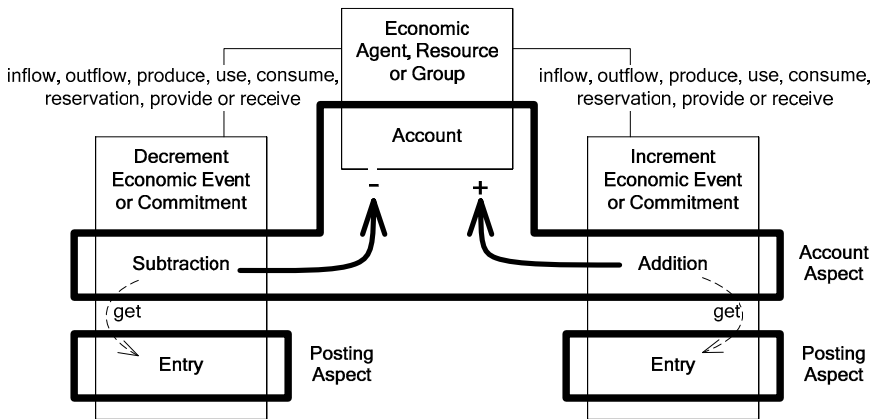 Economic
Agent, Resource
or Group
inflow, outflow, produce, use, consume,
reservation, provide or receive
inflow, outflow, produce, use, consume,
reservation, provide or receive
Account
Decrement
Economic Event
or Commitment
Increment
Economic Event
or Commitment
- +
Subtraction
Addition
Account
Aspect
get
get
Entry
Posting
Aspect
Entry
Posting
Aspect